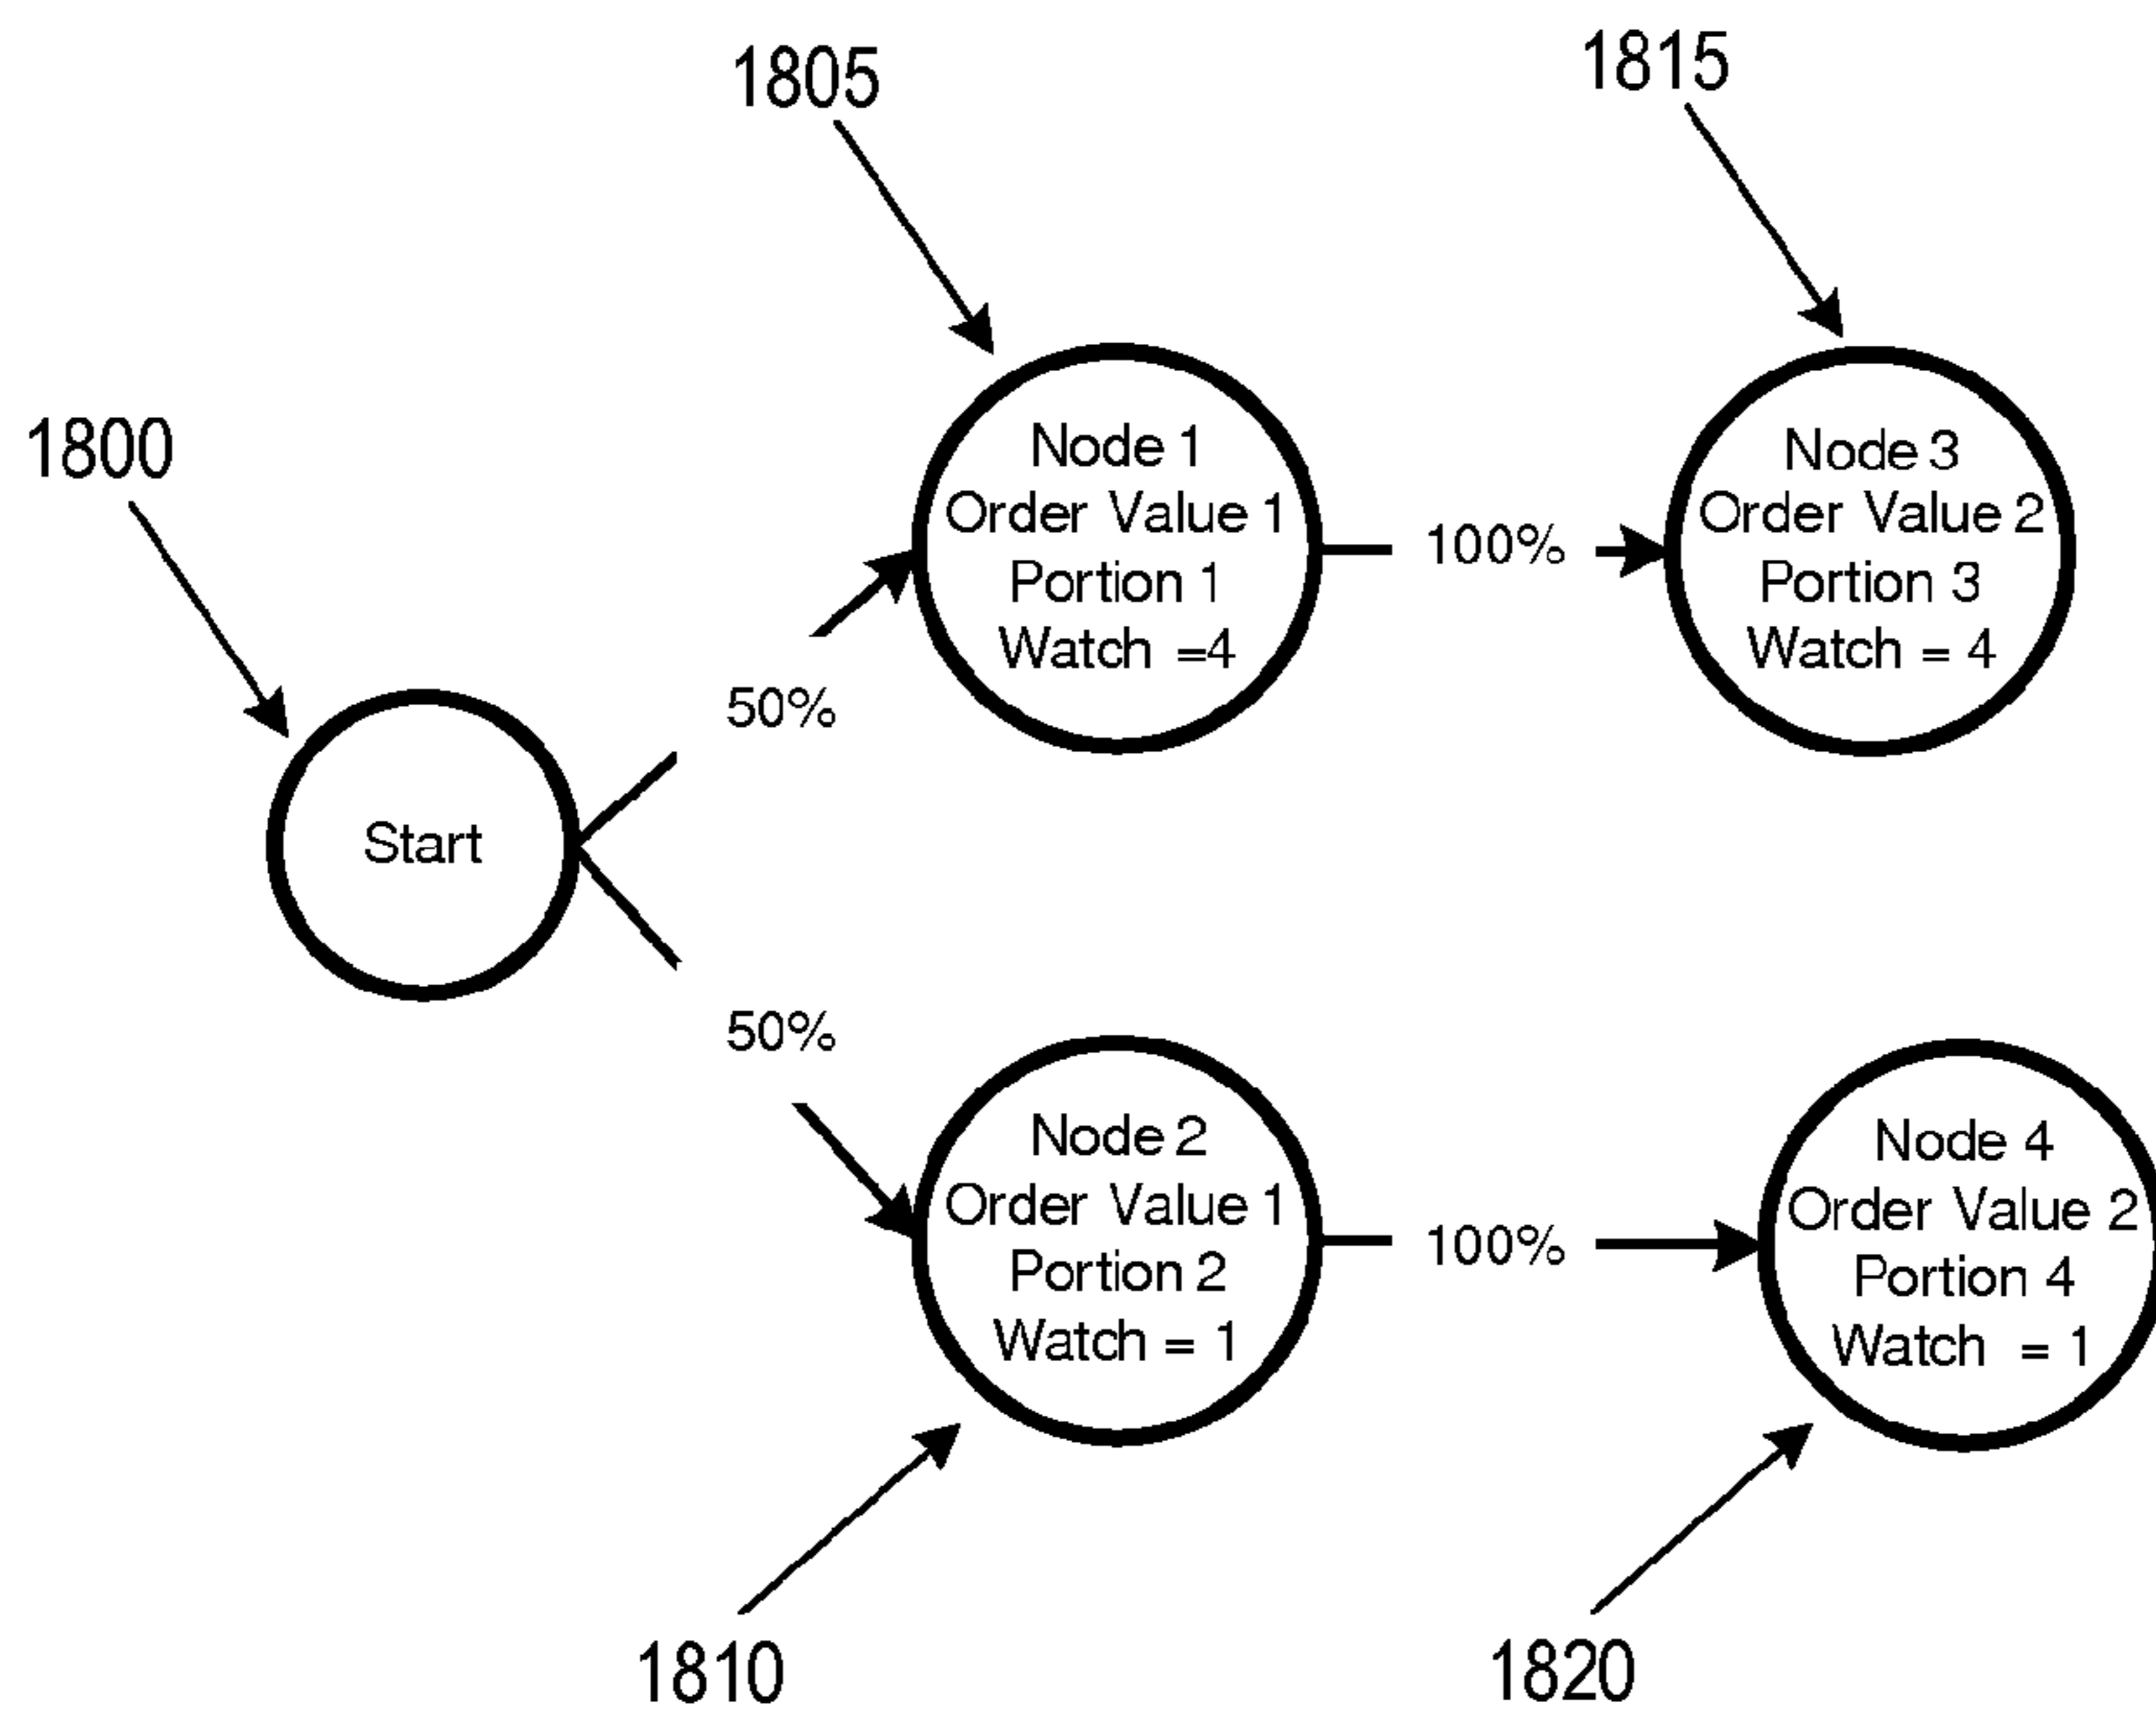 1805
1815
1800
Node 1
Order Value 1
Portion 1
Watch =4
100%
Node 3
Order Value 2
Portion 3
Watch = 4
50%
Start
50%
Node 2
Order Value 1
Portion 2
Watch = 1
100%
Node 4
Order Value 2
Portion 4
Watch = 1
1810
1820